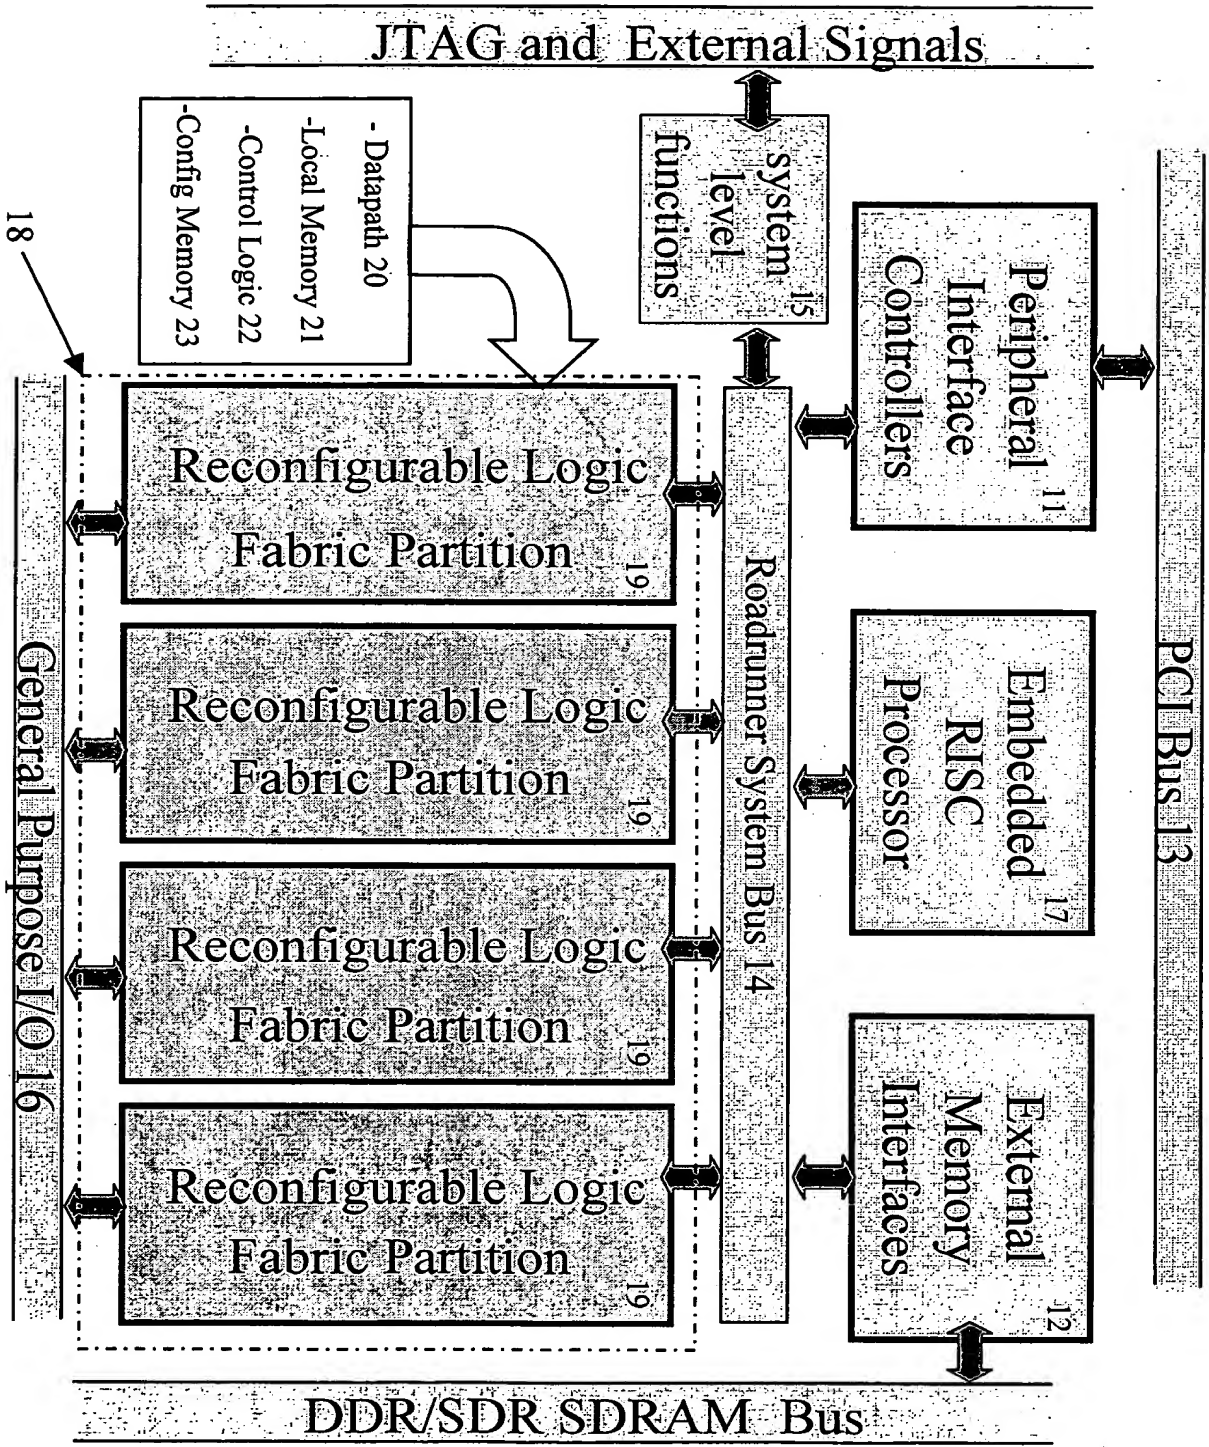 JTAG and External Signals
PCI Bus 13
Peripheral
Interface
Controllers
11
Embedded
RISC
Processor
17
External
Memory
Interfaces
12
system
level
functions
15
Roadrunner System Bus 14
- Datapath 20
-Local Memory 21
-Control Logic 22
-Config Memory 23
18
Reconfigurable Logic
Fabric Partition
19
Reconfigurable Logic
Fabric Partition
19
Reconfigurable Logic
Fabric Partition
19
Reconfigurable Logic
Fabric Partition
19
General Purpose I/O 16
DDR/SDR SDRAM Bus